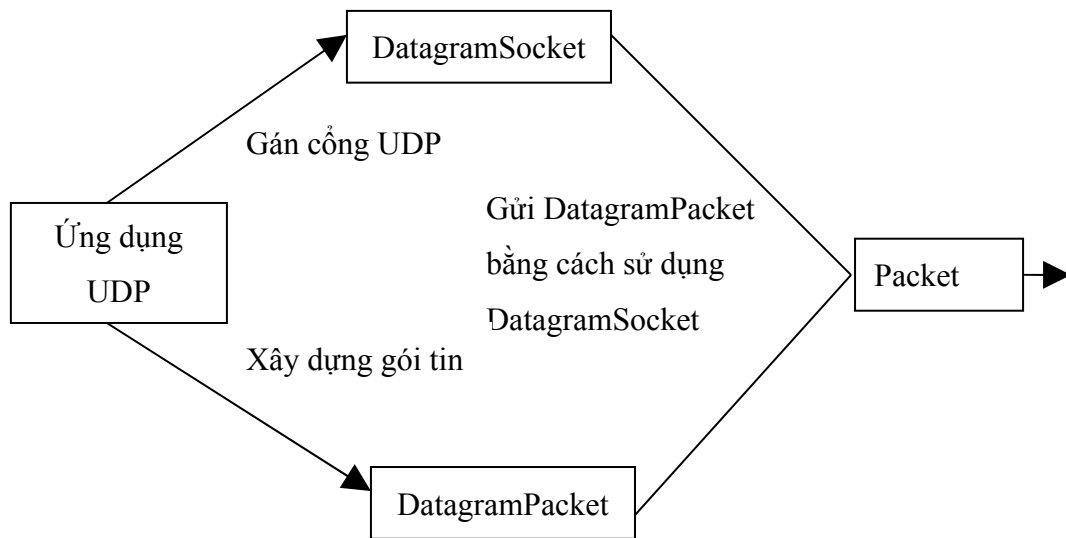 DatagramSocket
Gán cổng UDP
Ứng dụng
UDP
Gửi DatagramPacket
bằng cách sử dụng
DatagramSocket
Packet
Xây dựng gói tin
DatagramPacket